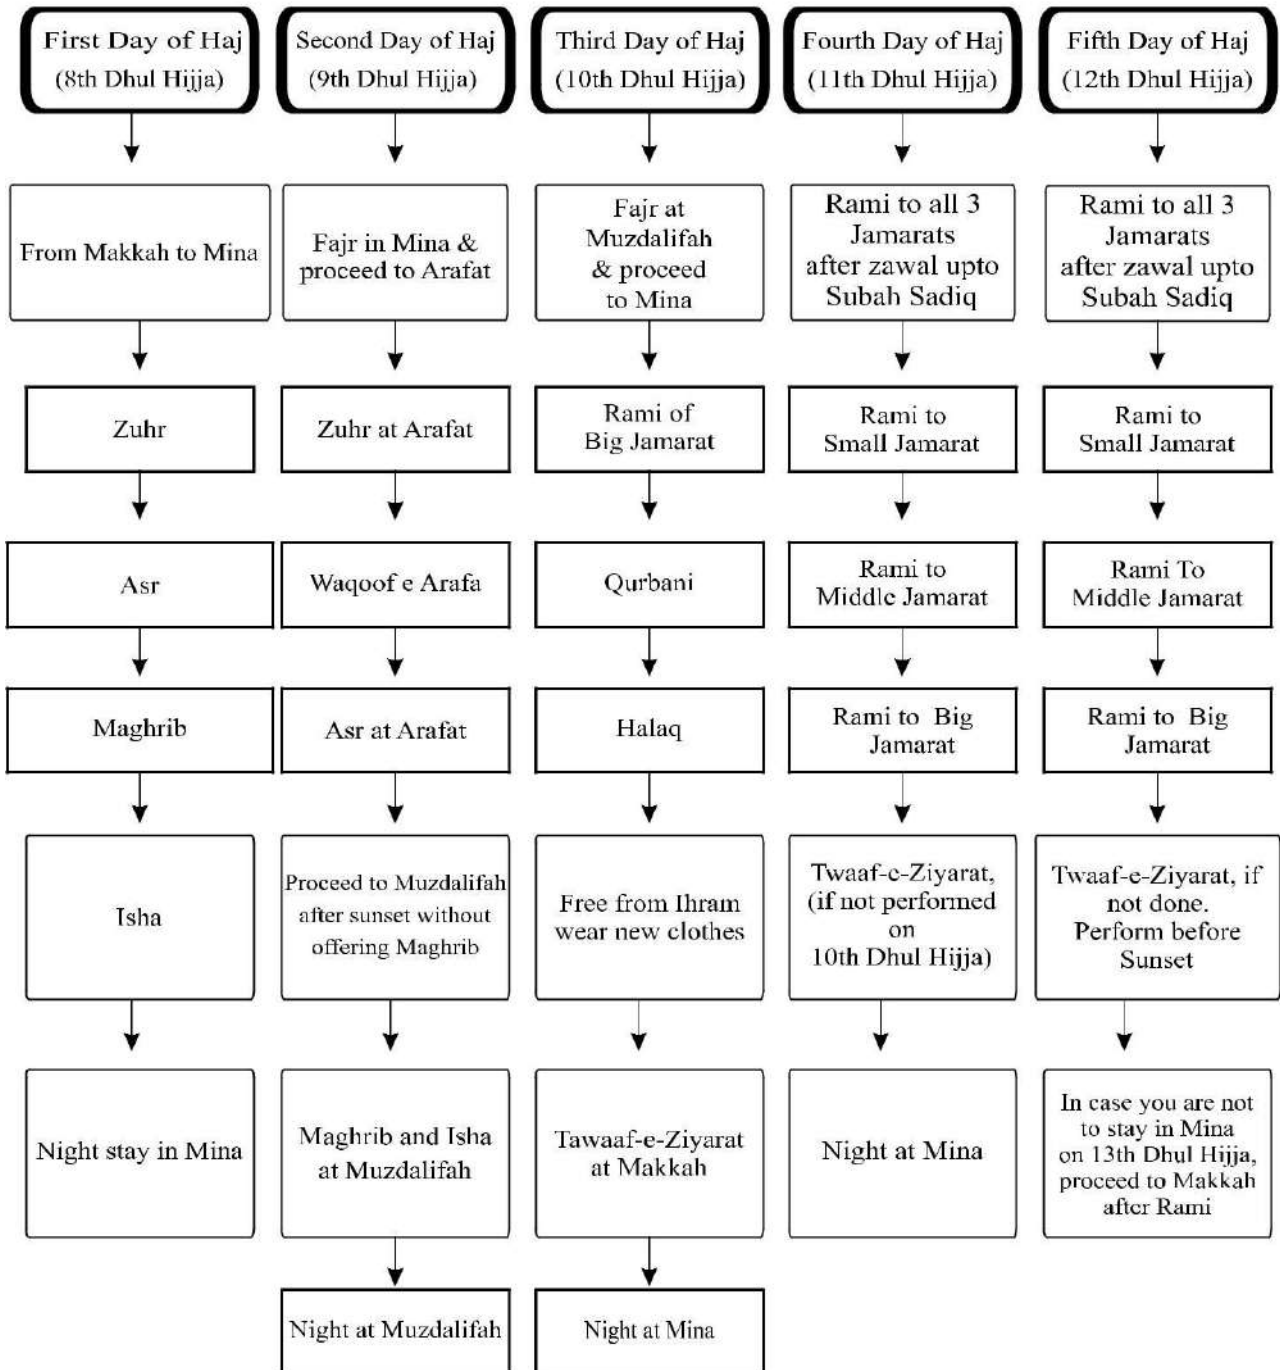 First Day of Haj
(8th Dhul Hijja)
From Makkah to Mina
Zuhr
Asr
Maghrib
Isha
Night stay in Mina
Second Day of Haj
(9th Dhul Hijja)
Fajr in Mina &
proceed to Arafat
Zuhr at Arafat
Waqoof e Arafa
Asr at Arafat
Proceed to Muzdalifah
after sunset without
offering Maghrib
Maghrib and Isha
at Muzdalifah
Night at Muzdalifah
Third Day of Haj
(10th Dhul Hijja)
Fajr at
Muzdalifah
& proceed
to Mina
Rami of
Big Jamarat
Qurbani
Halaq
Free from Ihram
wear new clothes
Tawaaf-e-Ziyarat
at Makkah
Night at Mina
Fourth Day of Haj
(11th Dhul Hijja)
Rami to all 3
Jamarats
after zawal upto
Subah Sadiq
Rami to
Small Jamarat
Rami to
Middle Jamarat
Rami to Big
Jamarat
Twaaf-e-Ziyarat,
(if not performed
on
10th Dhul Hijja)
Night at Mina
Fifth Day of Haj
(12th Dhul Hijja)
Rami to all 3
Jamarats
after zawal upto
Subah Sadiq
Rami to
Small Jamarat
Rami To
Middle Jamarat
Rami to Big
Jamarat
Twaaf-e-Ziyarat, if
not done.
Perform before
Sunset
In case you are not
to stay in Mina
on 13th Dhul Hijja,
proceed to Makkah
after Rami